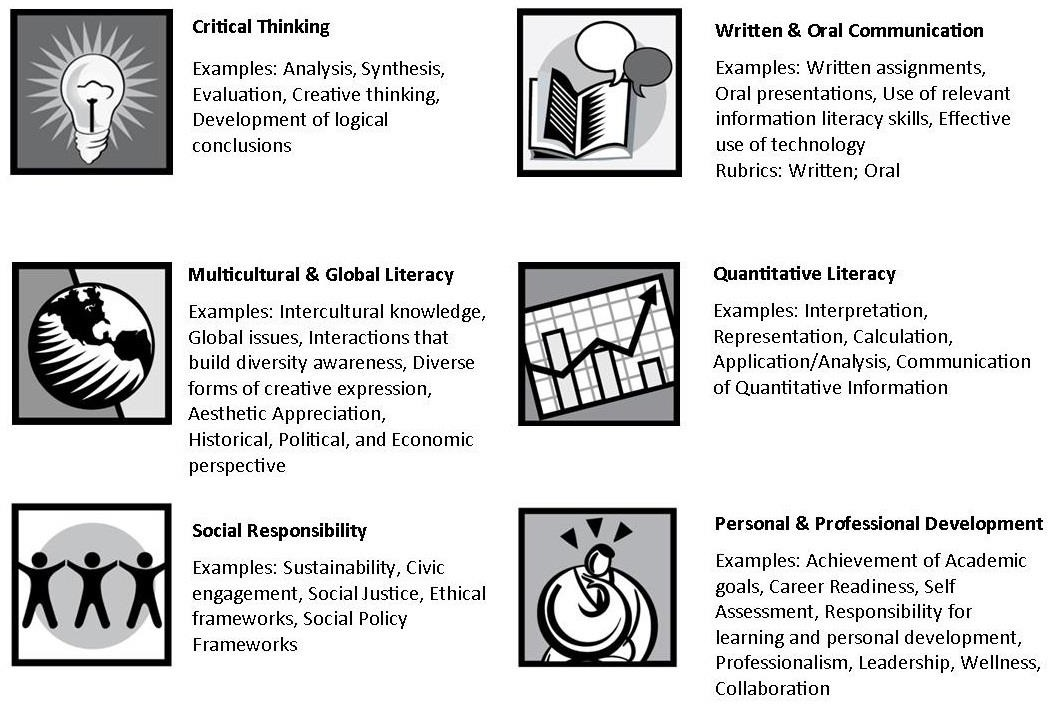 Critical Thinking
Examples: Analysis, Synthesis,
Evaluation, Creative thinking,
Development of logical
conclusions
Written & Oral Communication
Examples: Written assignments,
Oral presentations, Use of relevant
information literacy skills, Effective
use of technology
Rubrics: Written; Oral
Multicultural & Global Literacy
Examples: Intercultural knowledge,
Global issues, Interactions that
build diversity awareness, Diverse
forms of creative expression,
Aesthetic Appreciation,
Historical, Political, and Economic
perspective
Quantitative Literacy
Examples: Interpretation,
Representation, Calculation,
Application/Analysis, Communication
of Quantitative Information
Social Responsibility
Examples: Sustainability, Civic
engagement, Social Justice, Ethical
frameworks, Social Policy
Frameworks
Personal & Professional Development
Examples: Achievement of Academic
goals, Career Readiness, Self
Assessment, Responsibility for
learning and personal development,
Professionalism, Leadership, Wellness,
Collaboration